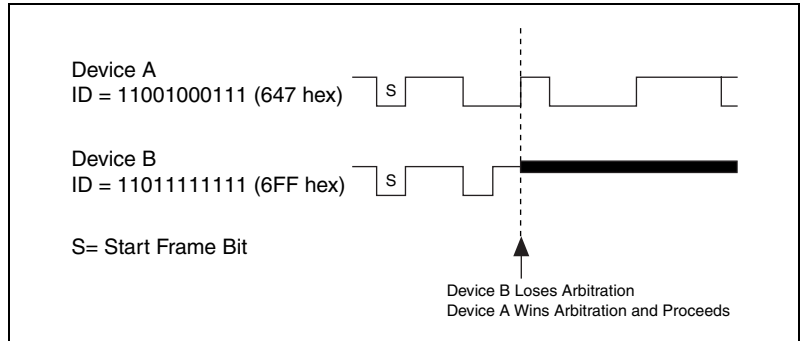 Device A
ID = 11001000111 (647 hex)
S
Device B
ID = 11011111111 (6FF hex)
S
S= Start Frame Bit
Device B Loses Arbitration
Device A Wins Arbitration and Proceeds